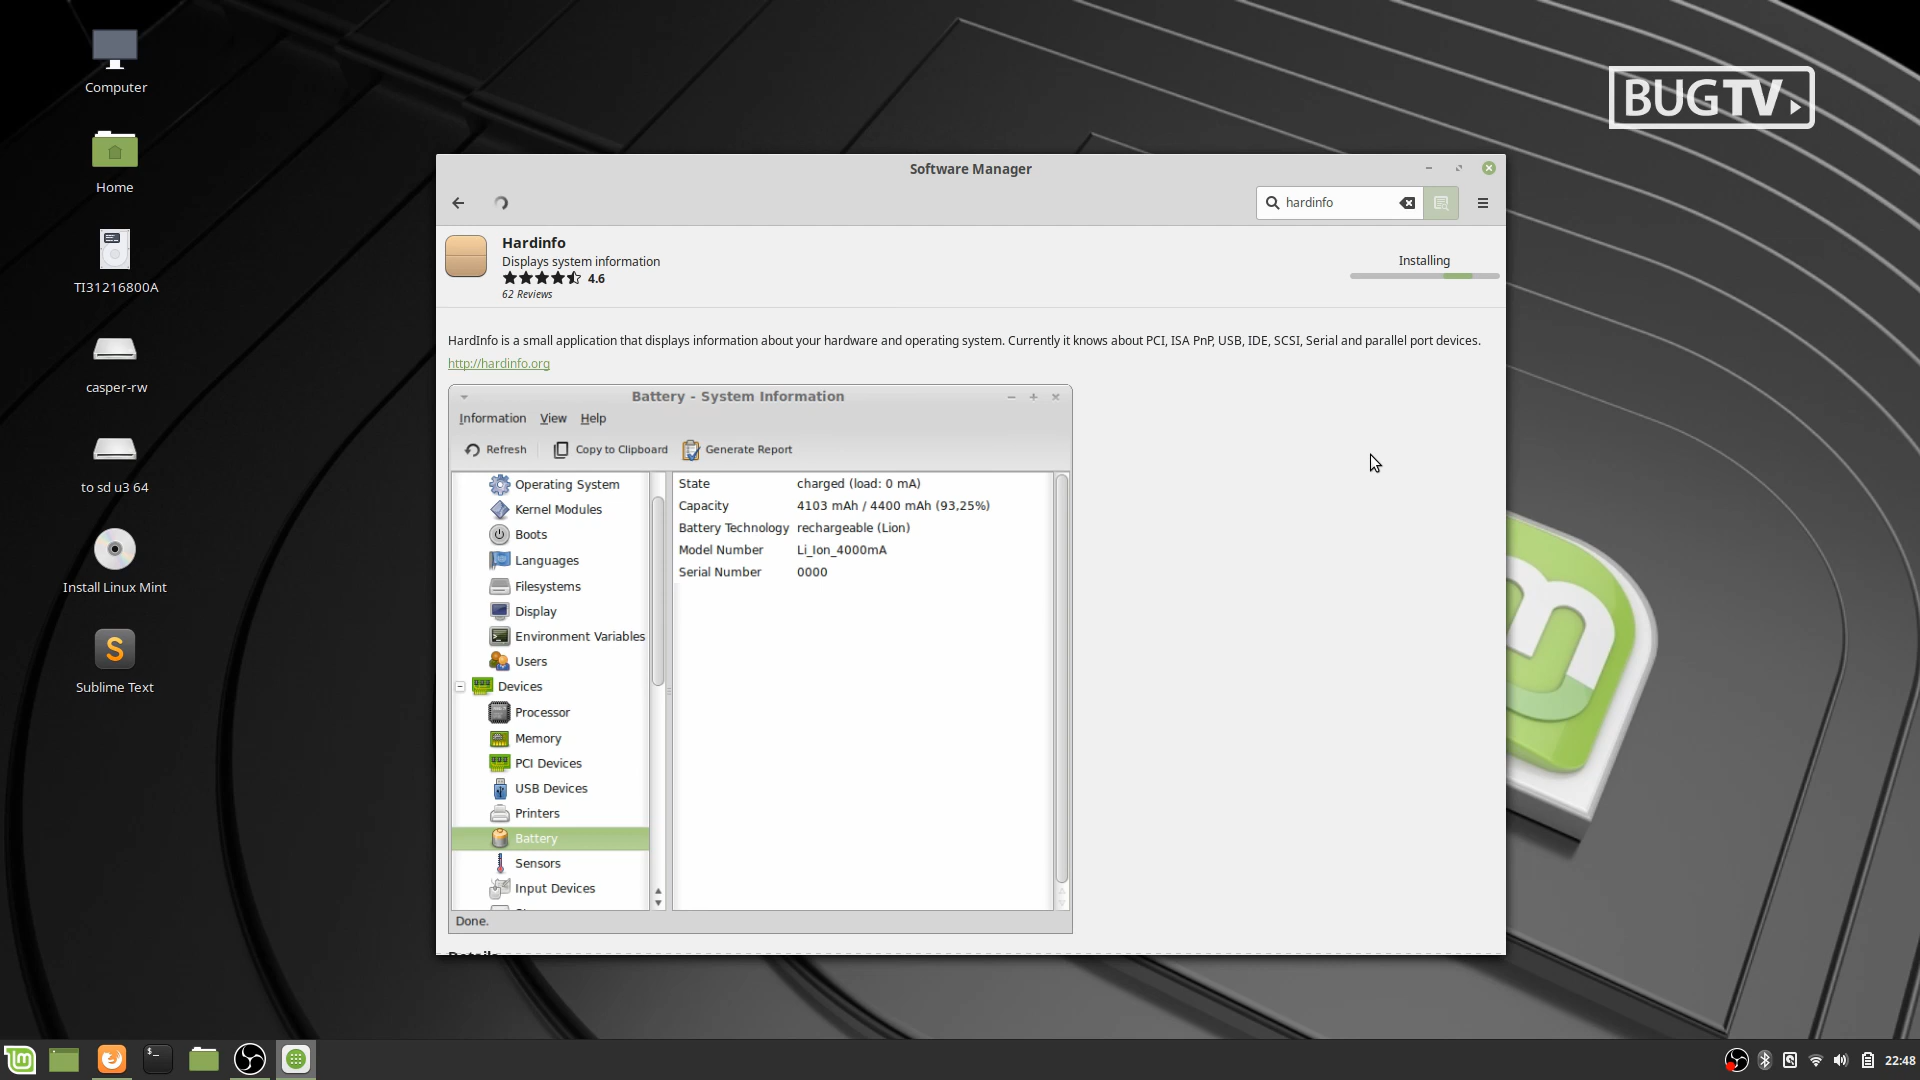 Computer
Home
TI31216800A
casper-rw
to sd u3 64
Install Linux Mint
S
Sublime Text
BUGTV
Software Manager
hardinfo
Hardinfo
Displays system information
4.6
62 Reviews
Installing
HardInfo is a small application that displays information about your hardware and operating system. Currently it knows about PCI, ISA PnP, USB, IDE, SCSI, Serial and parallel port devices.
http://hardinfo.org
Battery - System Information
Information View Help
Refresh Copy to Clipboard Generate Report
Operating System
Kernel Modules
Boots
Languages
Filesystems
Display
Environment Variables
Users
Devices
Processor
Memory
PCI Devices
USB Devices
Printers
Battery
Sensors
Input Devices
State charged (load: 0 mA)
Capacity 4103 mAh / 4400 mAh (93,25%)
Battery Technology rechargeable (Lion)
Model Number Li_Ion_4000mA
Serial Number 0000
Done.
Details
22:48